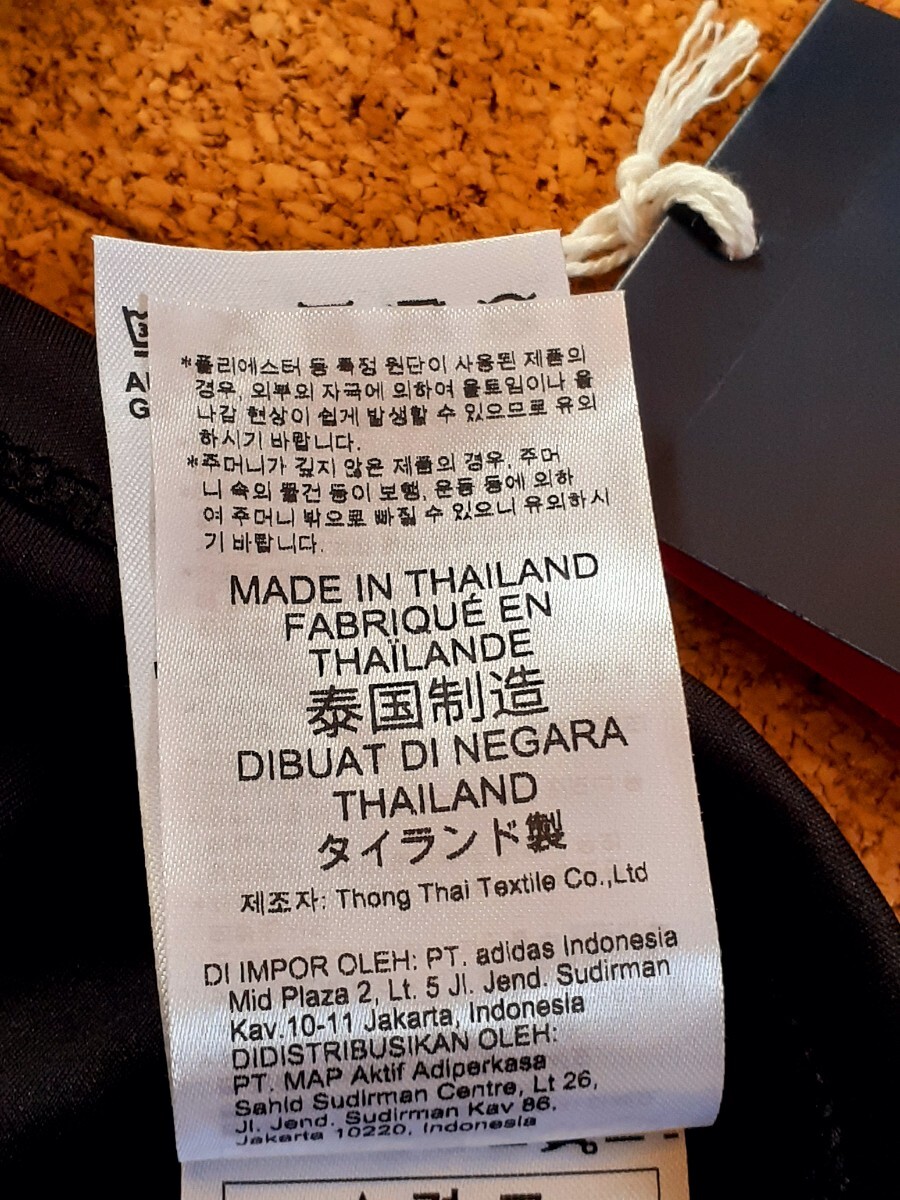 AI
G
*폴리에스터 등 특정 원단이 사용된 제품의
경우, 외부의 자극에 의하여 올트임이나 올
나감 현상이 쉽게 발생할 수 있으므로 유의
하시기 바랍니다.
*주머니가 깊지 않은 제품의 경우, 주머
니 속의 물건 등이 보행, 운동 등에 의하
여 주머니 밖으로 빠질 수 있으니 유의하시
기 바랍니다.
MADE IN THAILAND
FABRIQUÉ EN
THAÏLANDE
泰国制造
DIBUAT DI NEGARA
THAILAND
タイランド製
제조자: Thong Thai Textile Co.,Ltd
DI IMPOR OLEH: PT. adidas Indonesia
Mid Plaza 2, Lt. 5 Jl. Jend. Sudirman
Kav.10-11 Jakarta, Indonesia
DIDISTRIBUSIKAN OLEH:
PT. MAP Aktif Adiperkasa
Sahid Sudirman Centre, Lt 26,
Jl. Jend. Sudirman Kav 86.
Jakarta 10220, Indonesia